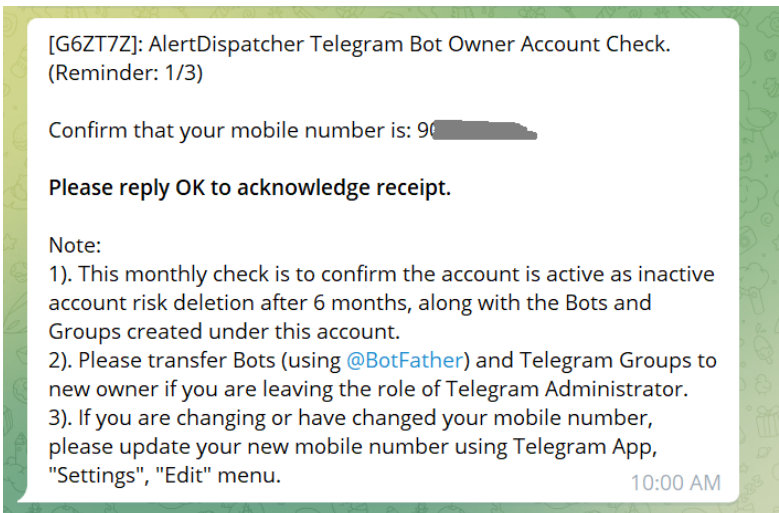 [G6ZT7Z]: AlertDispatcher Telegram Bot Owner Account Check.
(Reminder: 1/3)
Confirm that your mobile number is: 90
Please reply OK to acknowledge receipt.
Note:
1). This monthly check is to confirm the account is active as inactive
account risk deletion after 6 months, along with the Bots and
Groups created under this account.
2). Please transfer Bots (using @BotFather) and Telegram Groups to
new owner if you are leaving the role of Telegram Administrator.
3). If you are changing or have changed your mobile number,
please update your new mobile number using Telegram App,
"Settings", "Edit" menu.
10:00 AM